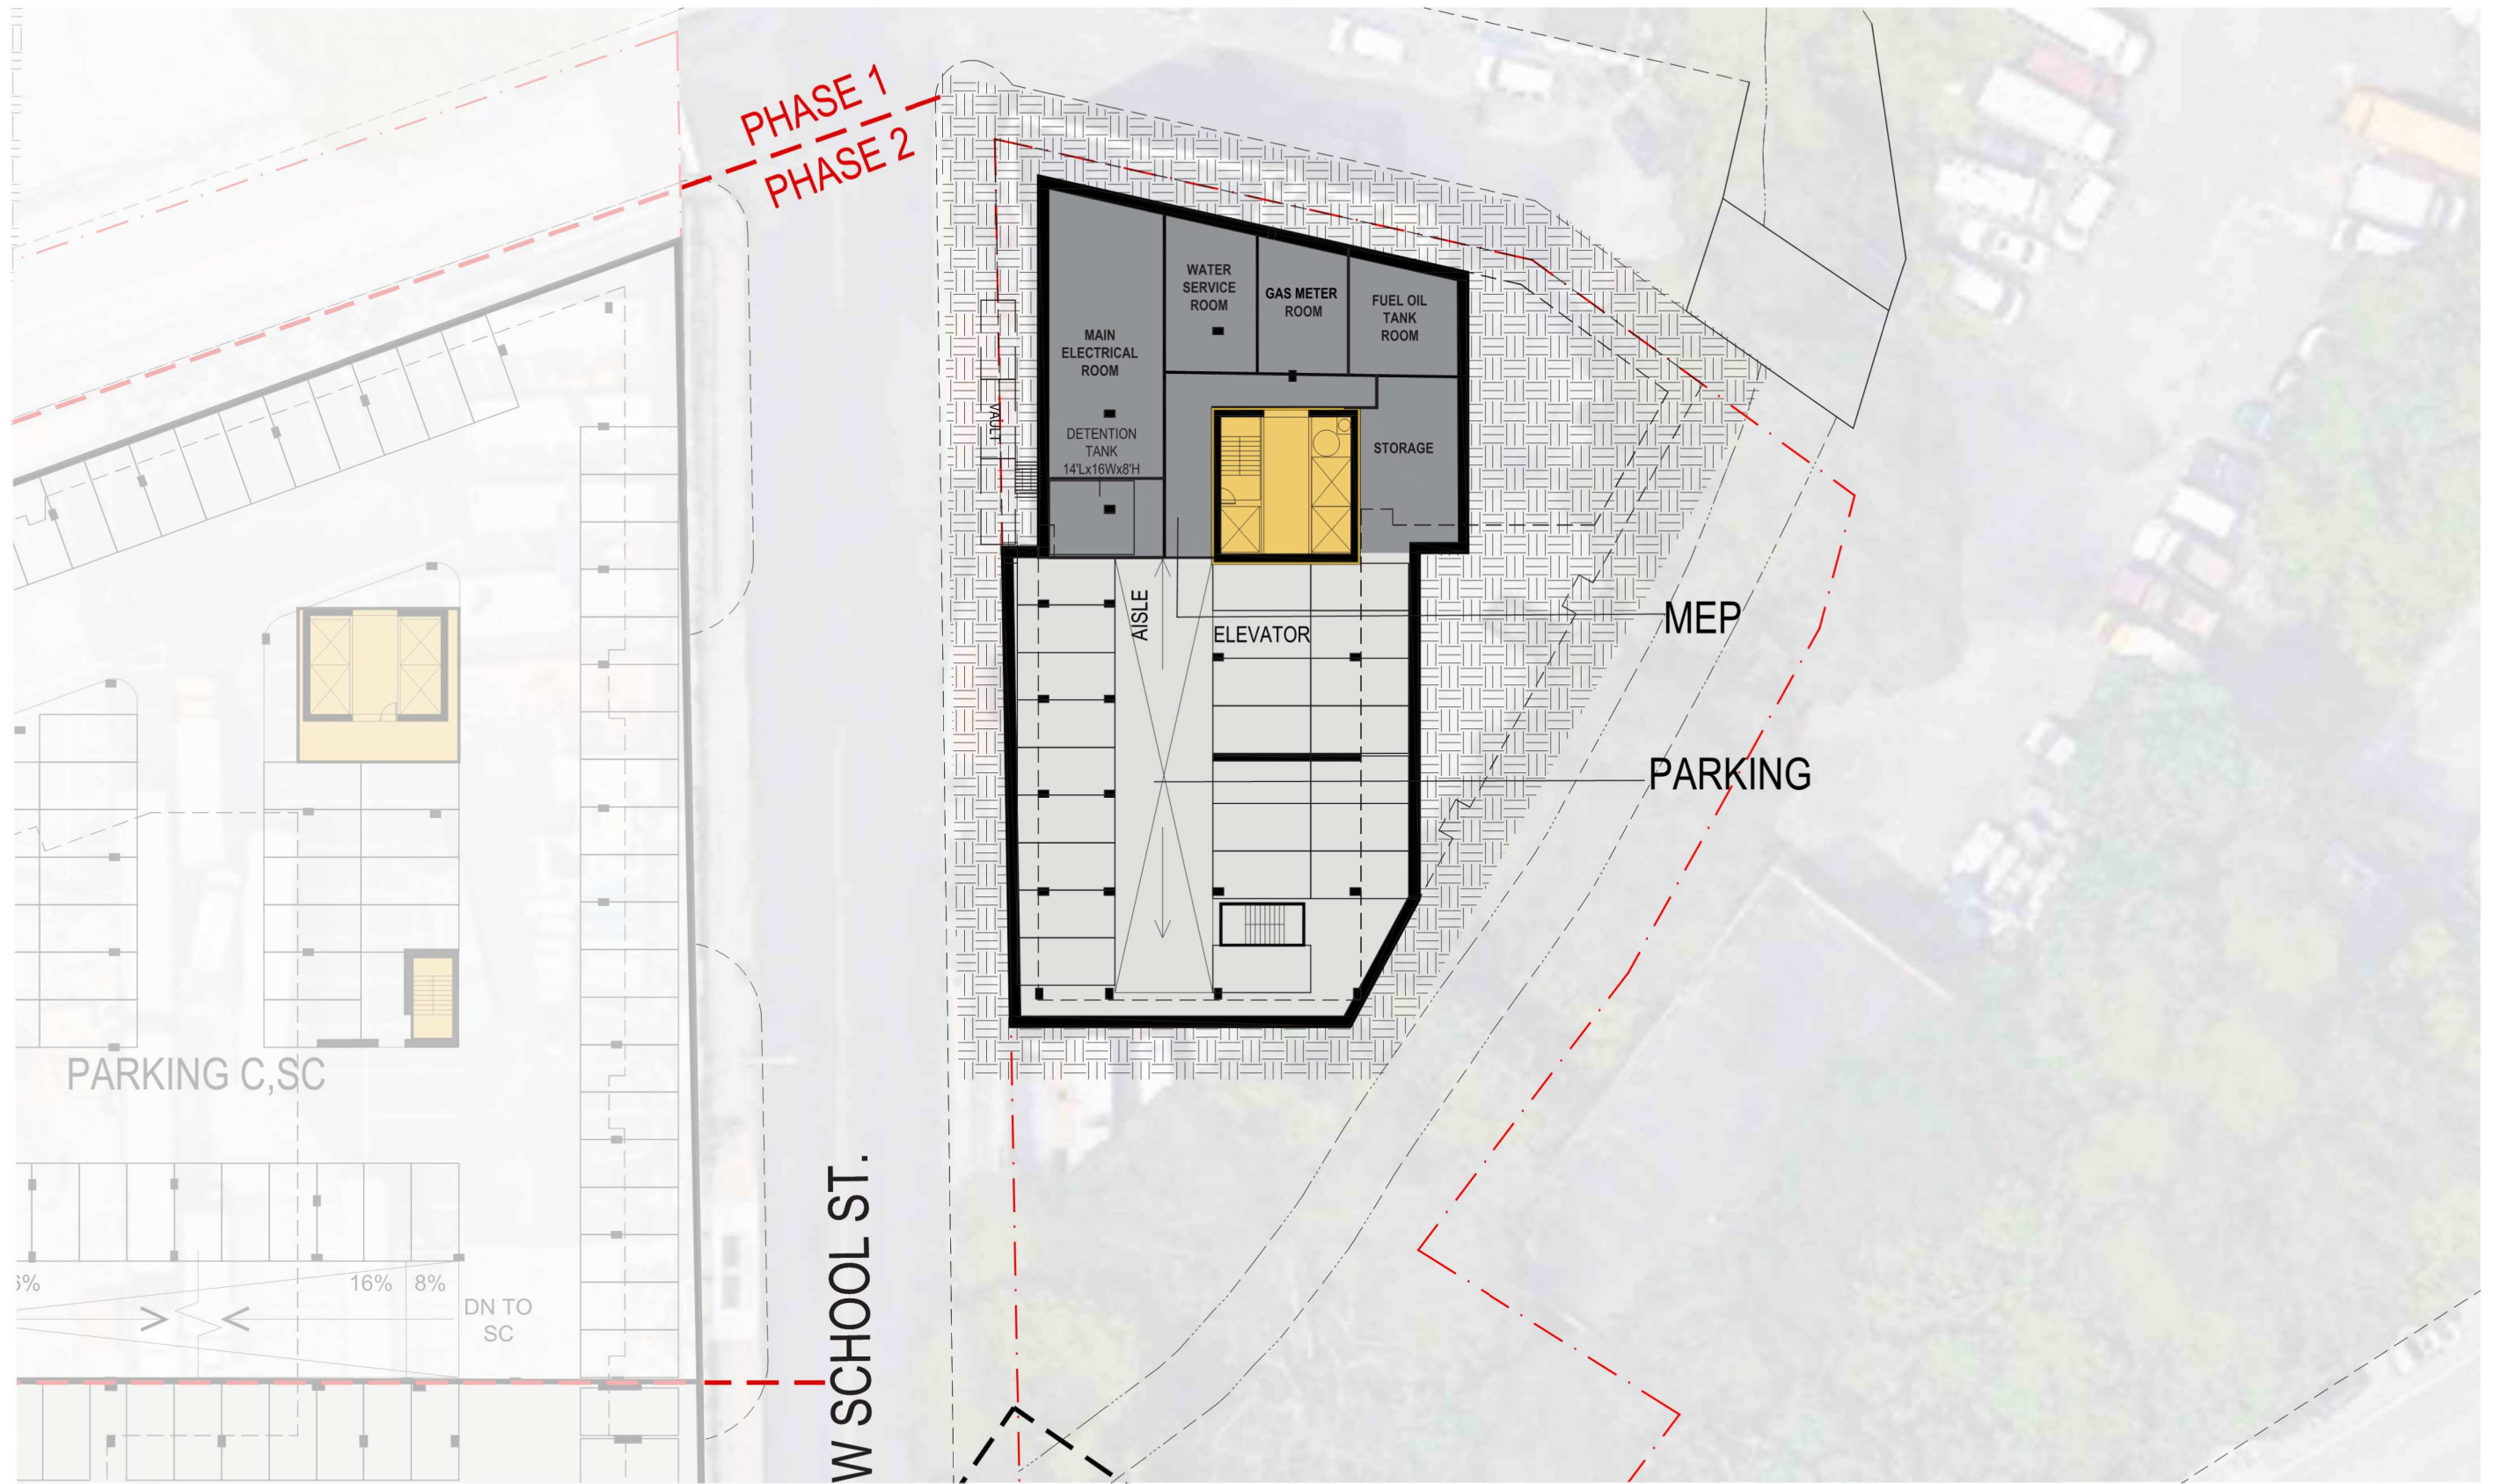 PHASE 1
PHASE 2
WATER
SERVICE
ROOM
GAS METER
ROOM
FUEL OIL
TANK
ROOM
MAIN
ELECTRICAL
ROOM
VAULT
DETENTION
TANK
14'Lx16Wx8'H
STORAGE
AISLE
ELEVATOR
MEP
PARKING
PARKING C,SC
W SCHOOL ST.
16%
8%
DN TO
SC